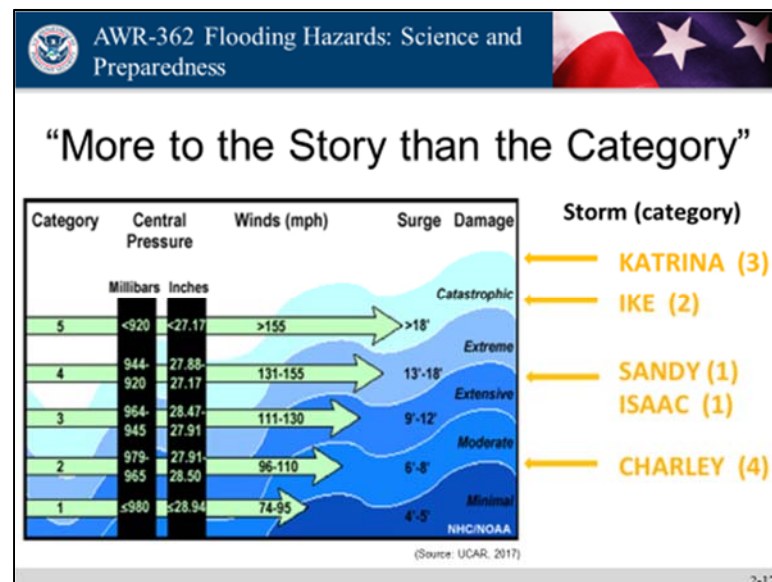 AWR-362 Flooding Hazards: Science and
Preparedness
“More to the Story than the Category”
Category Central Pressure Winds (mph) Surge Damage
Millibars Inches
Catastrophic
5 <920 <27.17 >155 >18'
Extreme
4 944-920 27.88-27.17 131-155 13'-18'
Extensive
3 964-945 28.47-27.91 111-130 9'-12'
Moderate
2 979-965 27.91-28.50 96-110 6'-8'
Minimal
1 ≤980 ≤28.94 74-95 4'-5'
NHC/NOAA
Storm (category)
KATRINA (3)
IKE (2)
SANDY (1)
ISAAC (1)
CHARLEY (4)
(Source: UCAR, 2017)